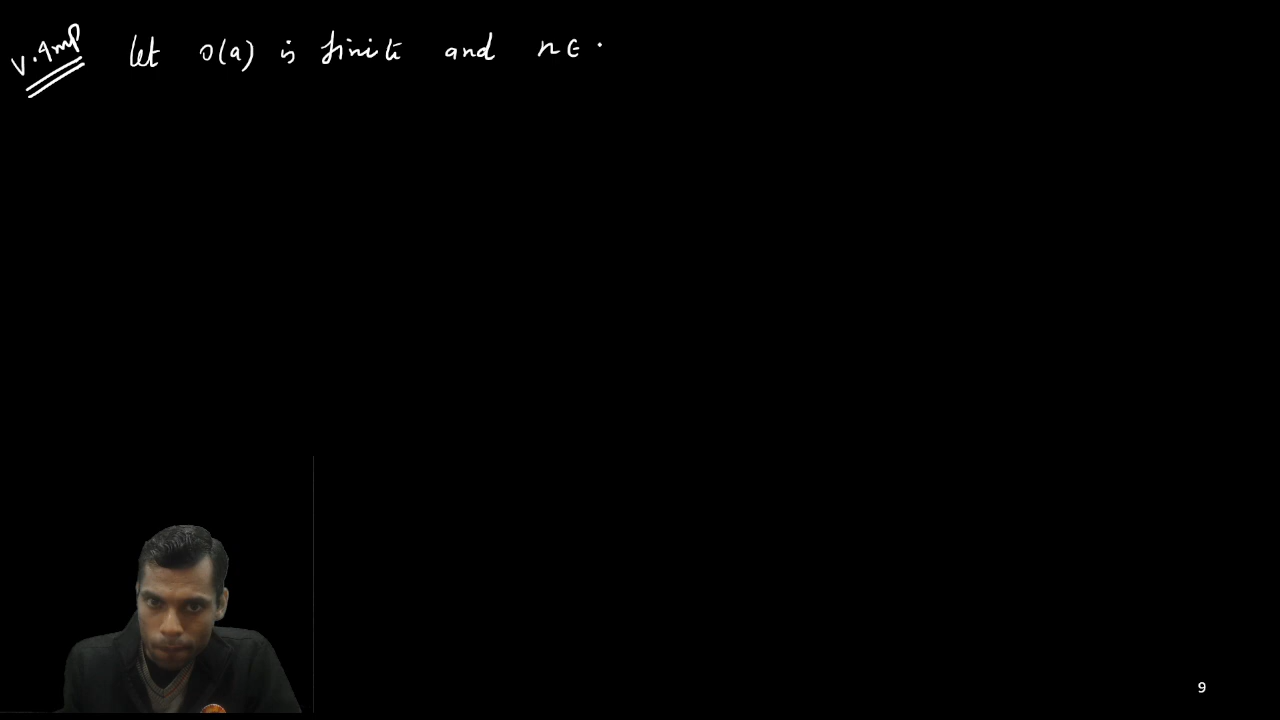 V. Imp let O(a) is finite and n ∈
9